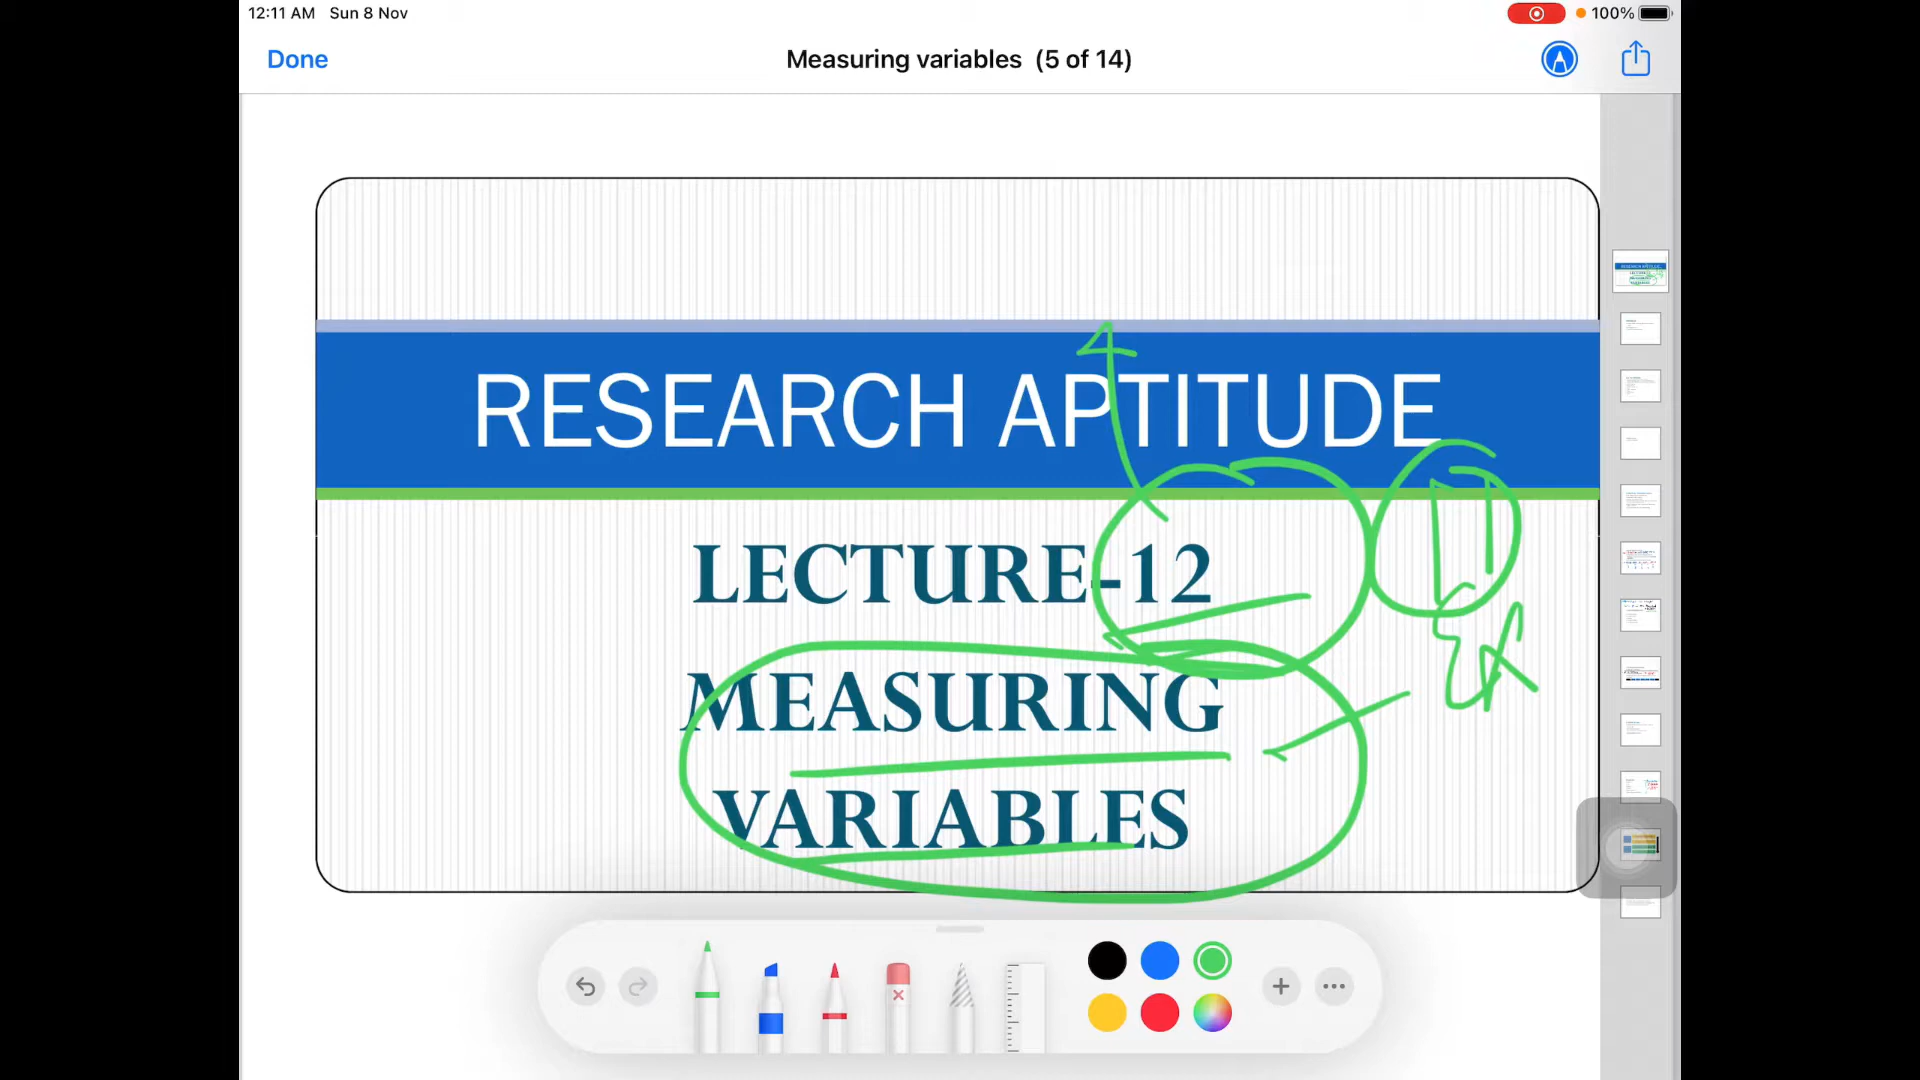 12:11 AM Sun 8 Nov
100%
Done
Measuring variables (5 of 14)
RESEARCH APTITUDE
LECTURE-12
MEASURING
VARIABLES